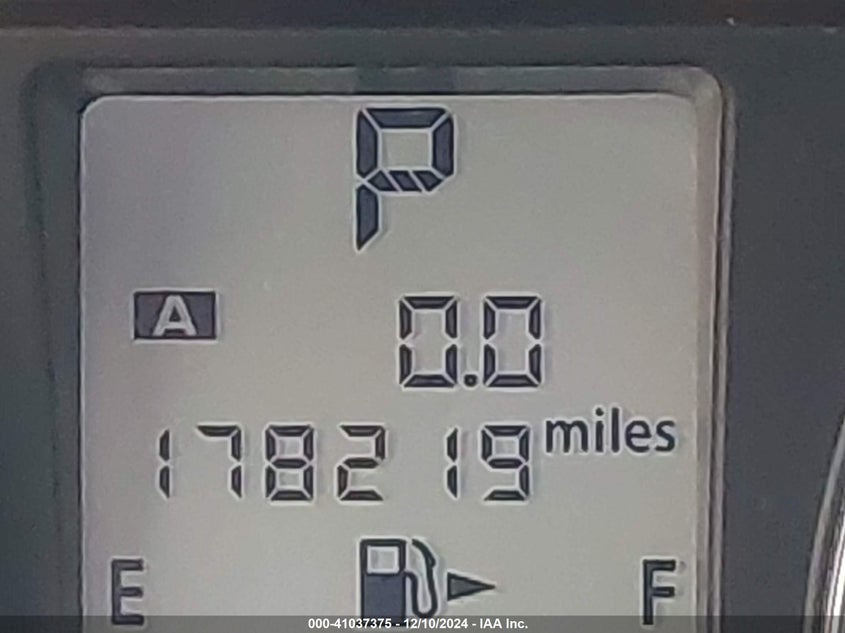 P
A 0.0
178219 miles
E F
000-41037375 - 12/10/2024 - IAA Inc.